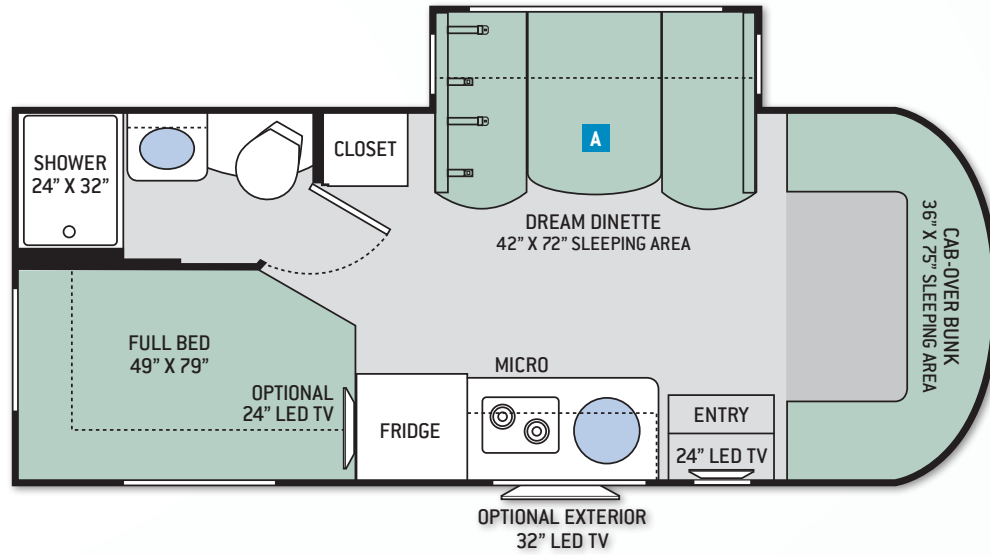 SHOWER
24” X 32”
CLOSET
A
DREAM DINETTE
42” X 72” SLEEPING AREA
CAB-OVER BUNK
36” X 75” SLEEPING AREA
FULL BED
49” X 79”
OPTIONAL
24” LED TV
FRIDGE
MICRO
ENTRY
24” LED TV
OPTIONAL EXTERIOR
32” LED TV